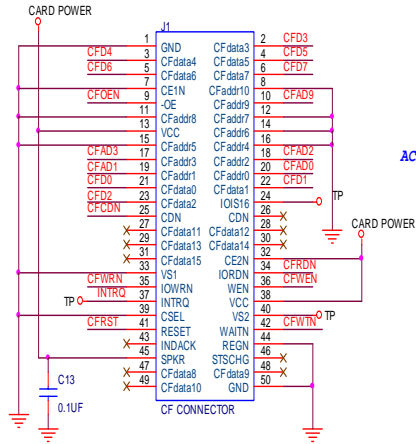 CARD POWER
J1
1 GND CFdata3 2 CFD3
CFD4 3 CFdata4 CFdata5 4 CFD5
CFD6 5 CFdata6 CFdata7 6 CFD7
7 CE1N CFaddr10 8
CFOEN 9 -OE CFaddr9 10 CFAD9
11 CFaddr8 CFaddr7 12
13 VCC CFaddr6 14
15 CFaddr5 CFaddr4 16
AC
CFAD3 17 CFaddr3 CFaddr2 18 CFAD2
CFAD1 19 CFaddr1 CFaddr0 20 CFAD0
CFD0 21 CFdata0 CFdata1 22 CFD1
CFD2 23 CFdata2 IOIS16 24 TP
CFCDN 25 CDN CDN 26
CARD POWER
27 CFdata11 CFdata12 28
29 CFdata13 CFdata14 30
31 CFdata15 CE2N 32
33 VS1 IORDN 34 CFRDN
CFWRN 35 IOWRN WEN 36 CFWEN
TP INTRQ 37 INTRQ VCC 38
39 CSEL VS2 40 TP
CFRST 41 RESET WAITN 42 CFWTN
43 INDACK REGN 44
45 SPKR STSCHG 46
C13 47 CFdata8 CFdata9 48
49 CFdata10 GND 50
0.1UF
CF CONNECTOR